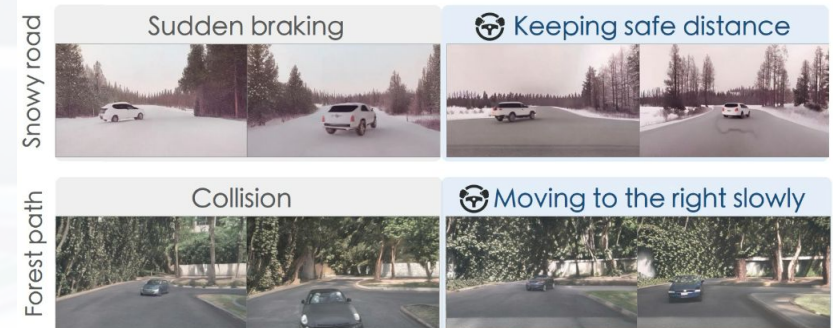 Snowy road
Sudden braking
Keeping safe distance
Forest path
Collision
Moving to the right slowly